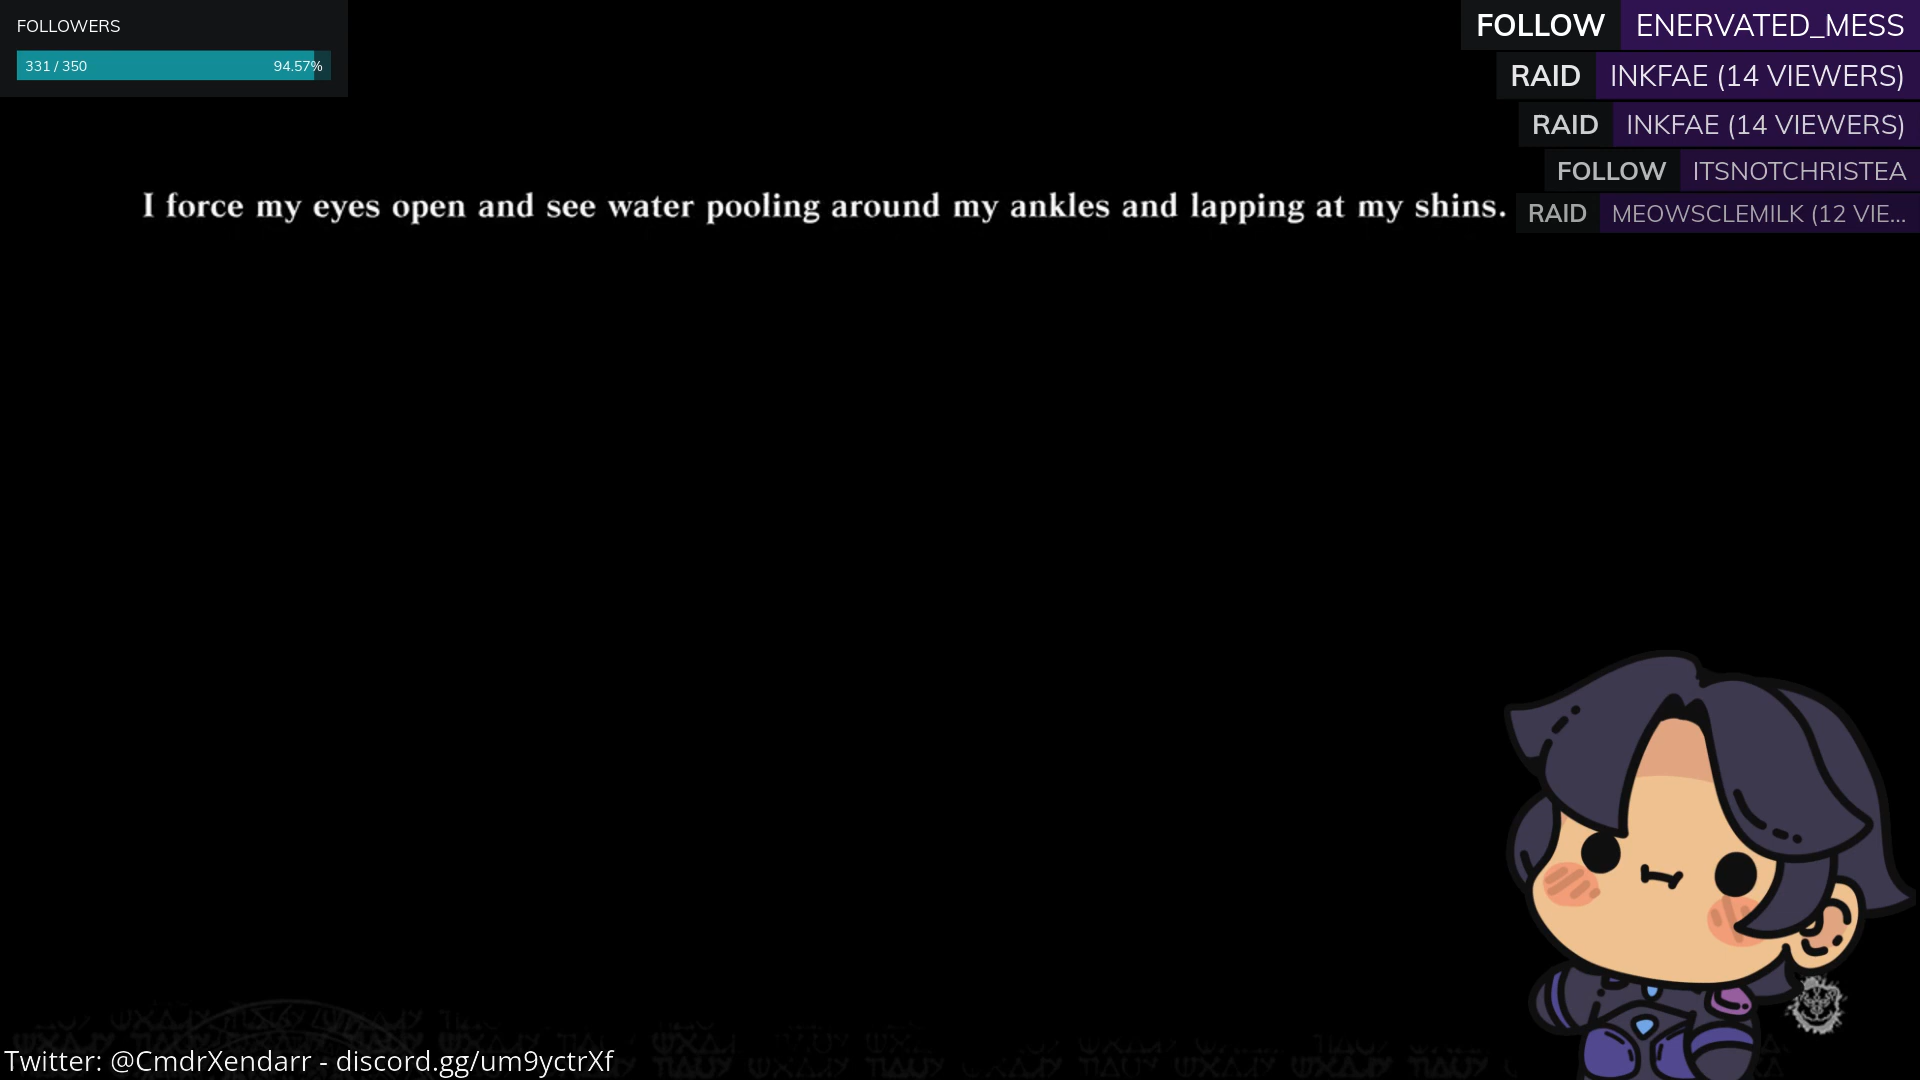 FOLLOWERS
331 / 350 94.57%
FOLLOW ENERVATED_MESS
RAID INKFAE (14 VIEWERS)
RAID INKFAE (14 VIEWERS)
FOLLOW ITSNOTCHRISTEA
RAID MEOWSCLEMILK (12 VIE...
I force my eyes open and see water pooling around my ankles and lapping at my shins.
Twitter: @CmdrXendarr - discord.gg/um9yctrXf